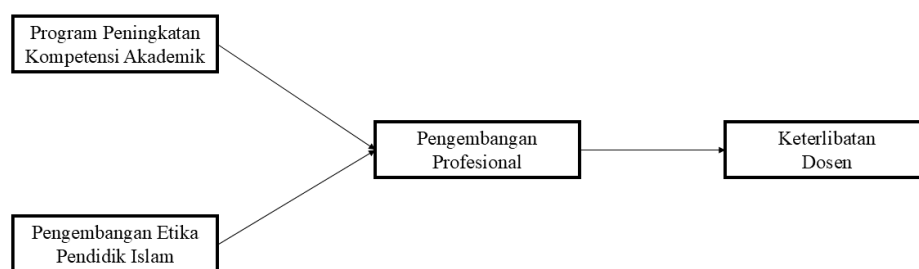 Program Peningkatan
Kompetensi Akademik
Pengembangan
Profesional
Keterlibatan
Dosen
Pengembangan Etika
Pendidik Islam